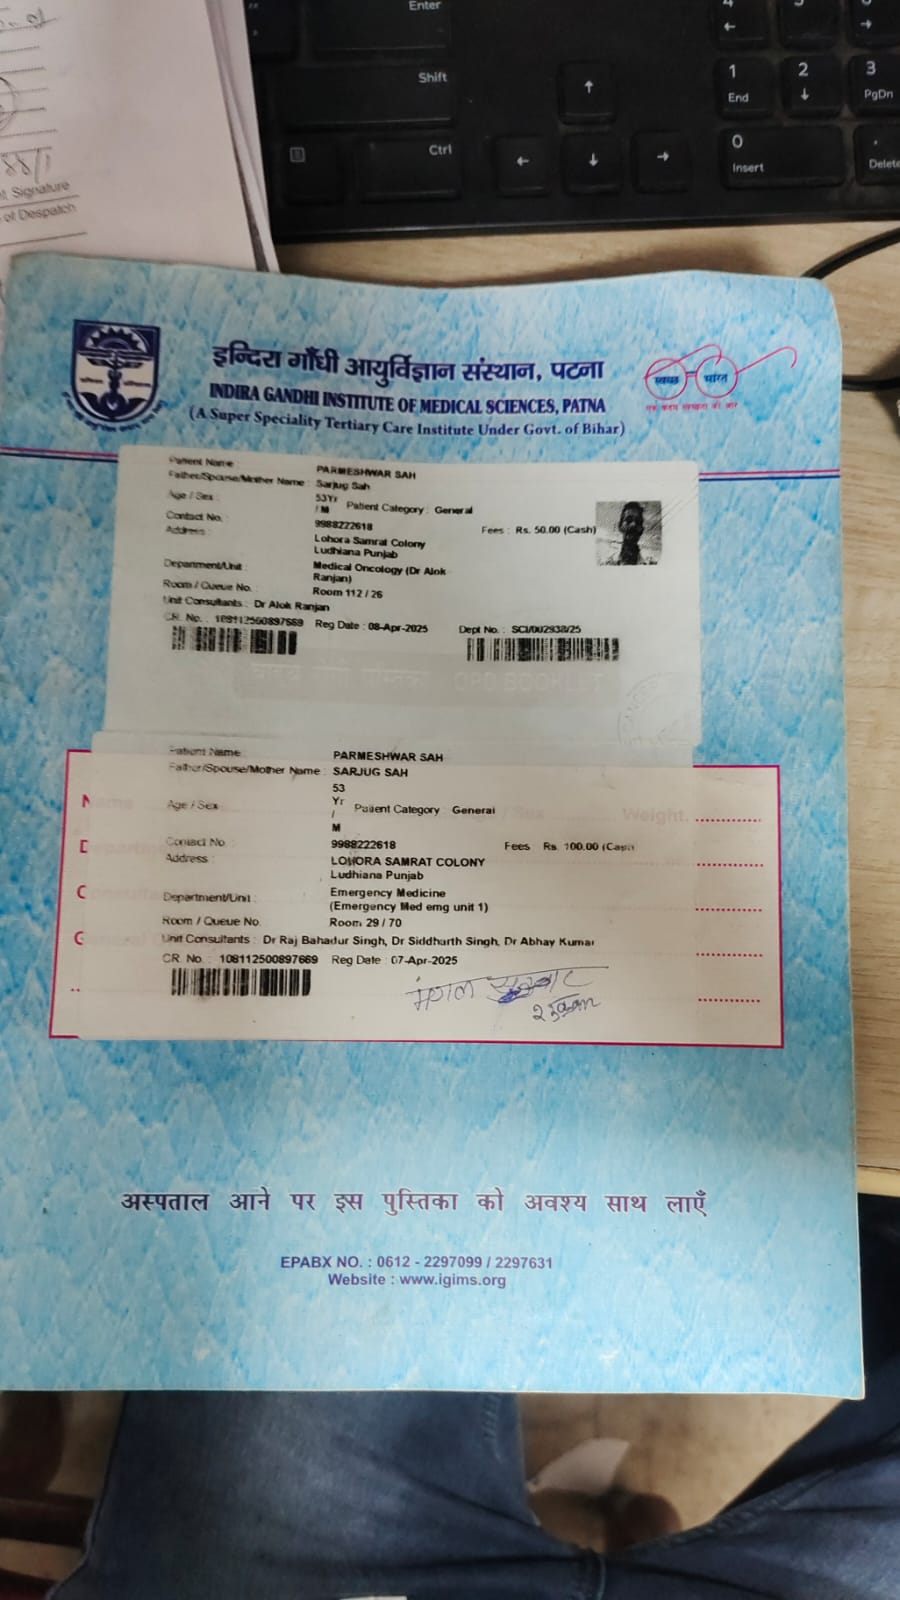 Enter
Shift
Ctrl
1
End
2
3
PgDn
0
Insert
Signature
of Despatch
इन्दिरा गाँधी आयुर्विज्ञान संस्थान, पटना
INDIRA GANDHI INSTITUTE OF MEDICAL SCIENCES, PATNA
(A Super Speciality Tertiary Care Institute Under Govt. of Bihar)
स्वच्छ भारत
एक कदम स्वच्छता की ओर
Patient Name : PARMESHWAR SAH
Father/Spouse/Mother Name : Sarjug Sah
Age / Sex : 53Yr / M Patient Category : General
Contact No. : 9988222618 Fees : Rs. 50.00 (Cash)
Address : Lohora Samrat Colony
Ludhiana Punjab
Department/Unit : Medical Oncology (Dr Alok
Ranjan)
Room / Queue No. : Room 112 / 26
Unit Consultants : Dr Alok Ranjan
CR. No. : 108112500897669 Reg Date : 08-Apr-2025 Dept No. : SCI/002938/25
OPD BOOKLET
Patient Name : PARMESHWAR SAH
Father/Spouse/Mother Name : SARJUG SAH
53
Yr
Age / Sex : / Patient Category : General
M
Weight
Contact No. 9988222618 Fees Rs. 100.00 (Cash
Address : LOHORA SAMRAT COLONY
Ludhiana Punjab
Department/Unit : Emergency Medicine
(Emergency Med emg unit 1)
Room / Queue No. Room 29 / 70
Unit Consultants : Dr Raj Bahadur Singh, Dr Siddharth Singh, Dr Abhay Kumar
CR. No. : 108112500897669 Reg Date : 07-Apr-2025
मंगल
अस्पताल आने पर इस पुस्तिका को अवश्य साथ लाएँ
EPABX NO. : 0612 - 2297099 / 2297631
Website : www.igims.org